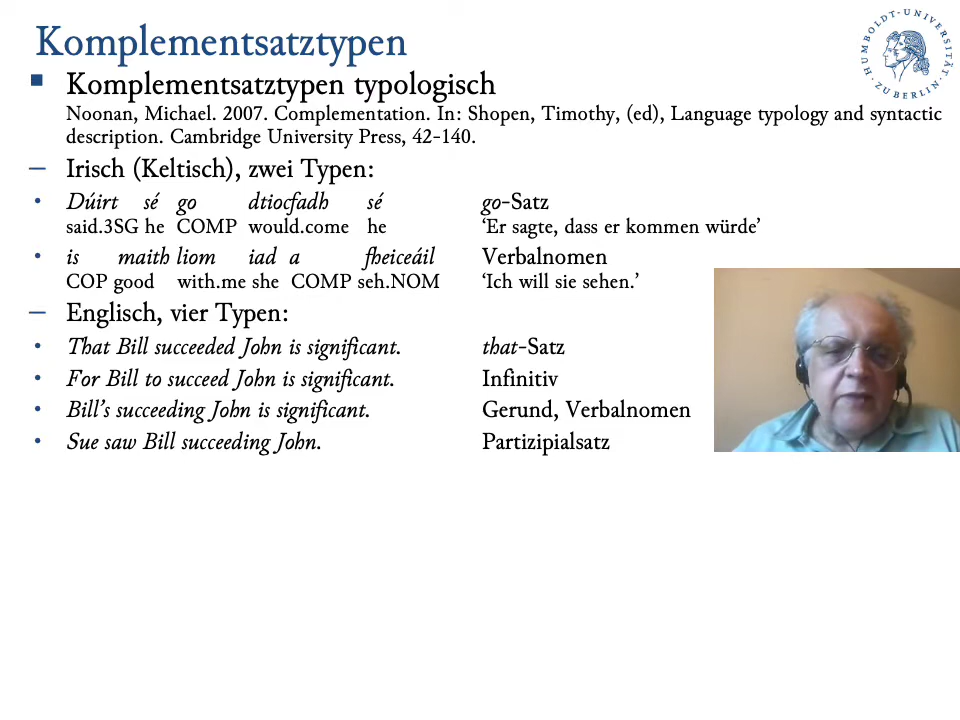 Komplementsatztypen
HUMBOLDT-UNIVERSITÄT ZU BERLIN
▪ Komplementsatztypen typologisch
Noonan, Michael. 2007. Complementation. In: Shopen, Timothy, (ed), Language typology and syntactic
description. Cambridge University Press, 42-140.
– Irisch (Keltisch), zwei Typen:
• Dúirt sé go dtiocfadh sé go-Satz
said.3SG he COMP would.come he ‘Er sagte, dass er kommen würde’
• is maith liom iad a fheiceáil Verbalnomen
COP good with.me she COMP seh.NOM ‘Ich will sie sehen.’
– Englisch, vier Typen:
• That Bill succeeded John is significant. that-Satz
• For Bill to succeed John is significant. Infinitiv
• Bill’s succeeding John is significant. Gerund, Verbalnomen
• Sue saw Bill succeeding John. Partizipialsatz